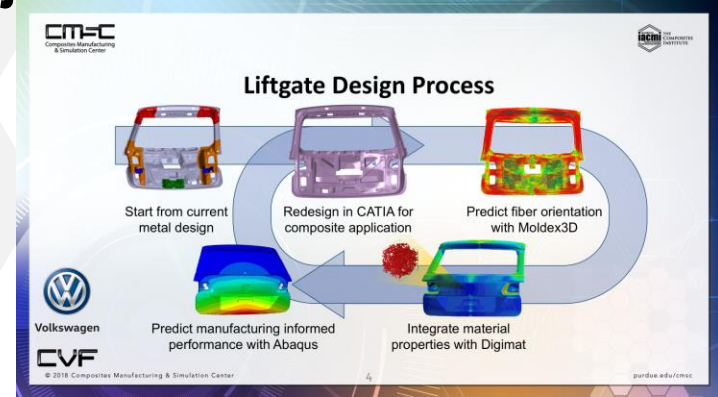 CMSC
Composites Manufacturing
& Simulation Center
iacmi THE
COMPOSITES
INSTITUTE
Liftgate Design Process
Start from current
metal design
Redesign in CATIA for
composite application
Predict fiber orientation
with Moldex3D
Volkswagen
Predict manufacturing informed
performance with Abaqus
Integrate material
properties with Digimat
CVF
© 2018 Composites Manufacturing & Simulation Center
4
purdue.edu/cmsc